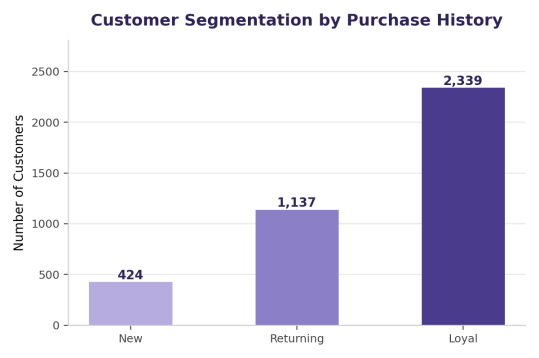 Customer Segmentation by Purchase History
Number of Customers
2500
2000
1500
1000
500
0
424
1,137
2,339
New
Returning
Loyal